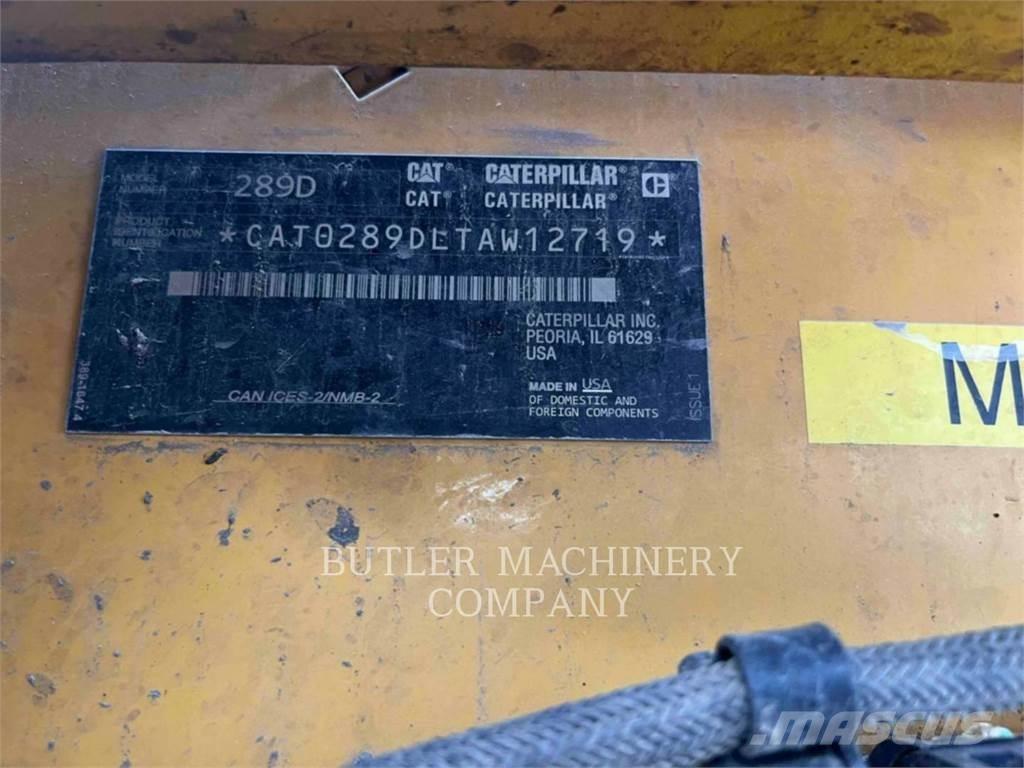 MODEL NUMBER 289D
CAT® CATERPILLAR® C
CAT® CATERPILLAR®
PRODUCT IDENTIFICATION NUMBER
*CAT0289DLTAW12719*
CATERPILLAR INC.
PEORIA, IL 61629
USA
CAN ICES-2/NMB-2
MADE IN USA
OF DOMESTIC AND
FOREIGN COMPONENTS
ISSUE 1
M
BUTLER MACHINERY
COMPANY
MASCUS